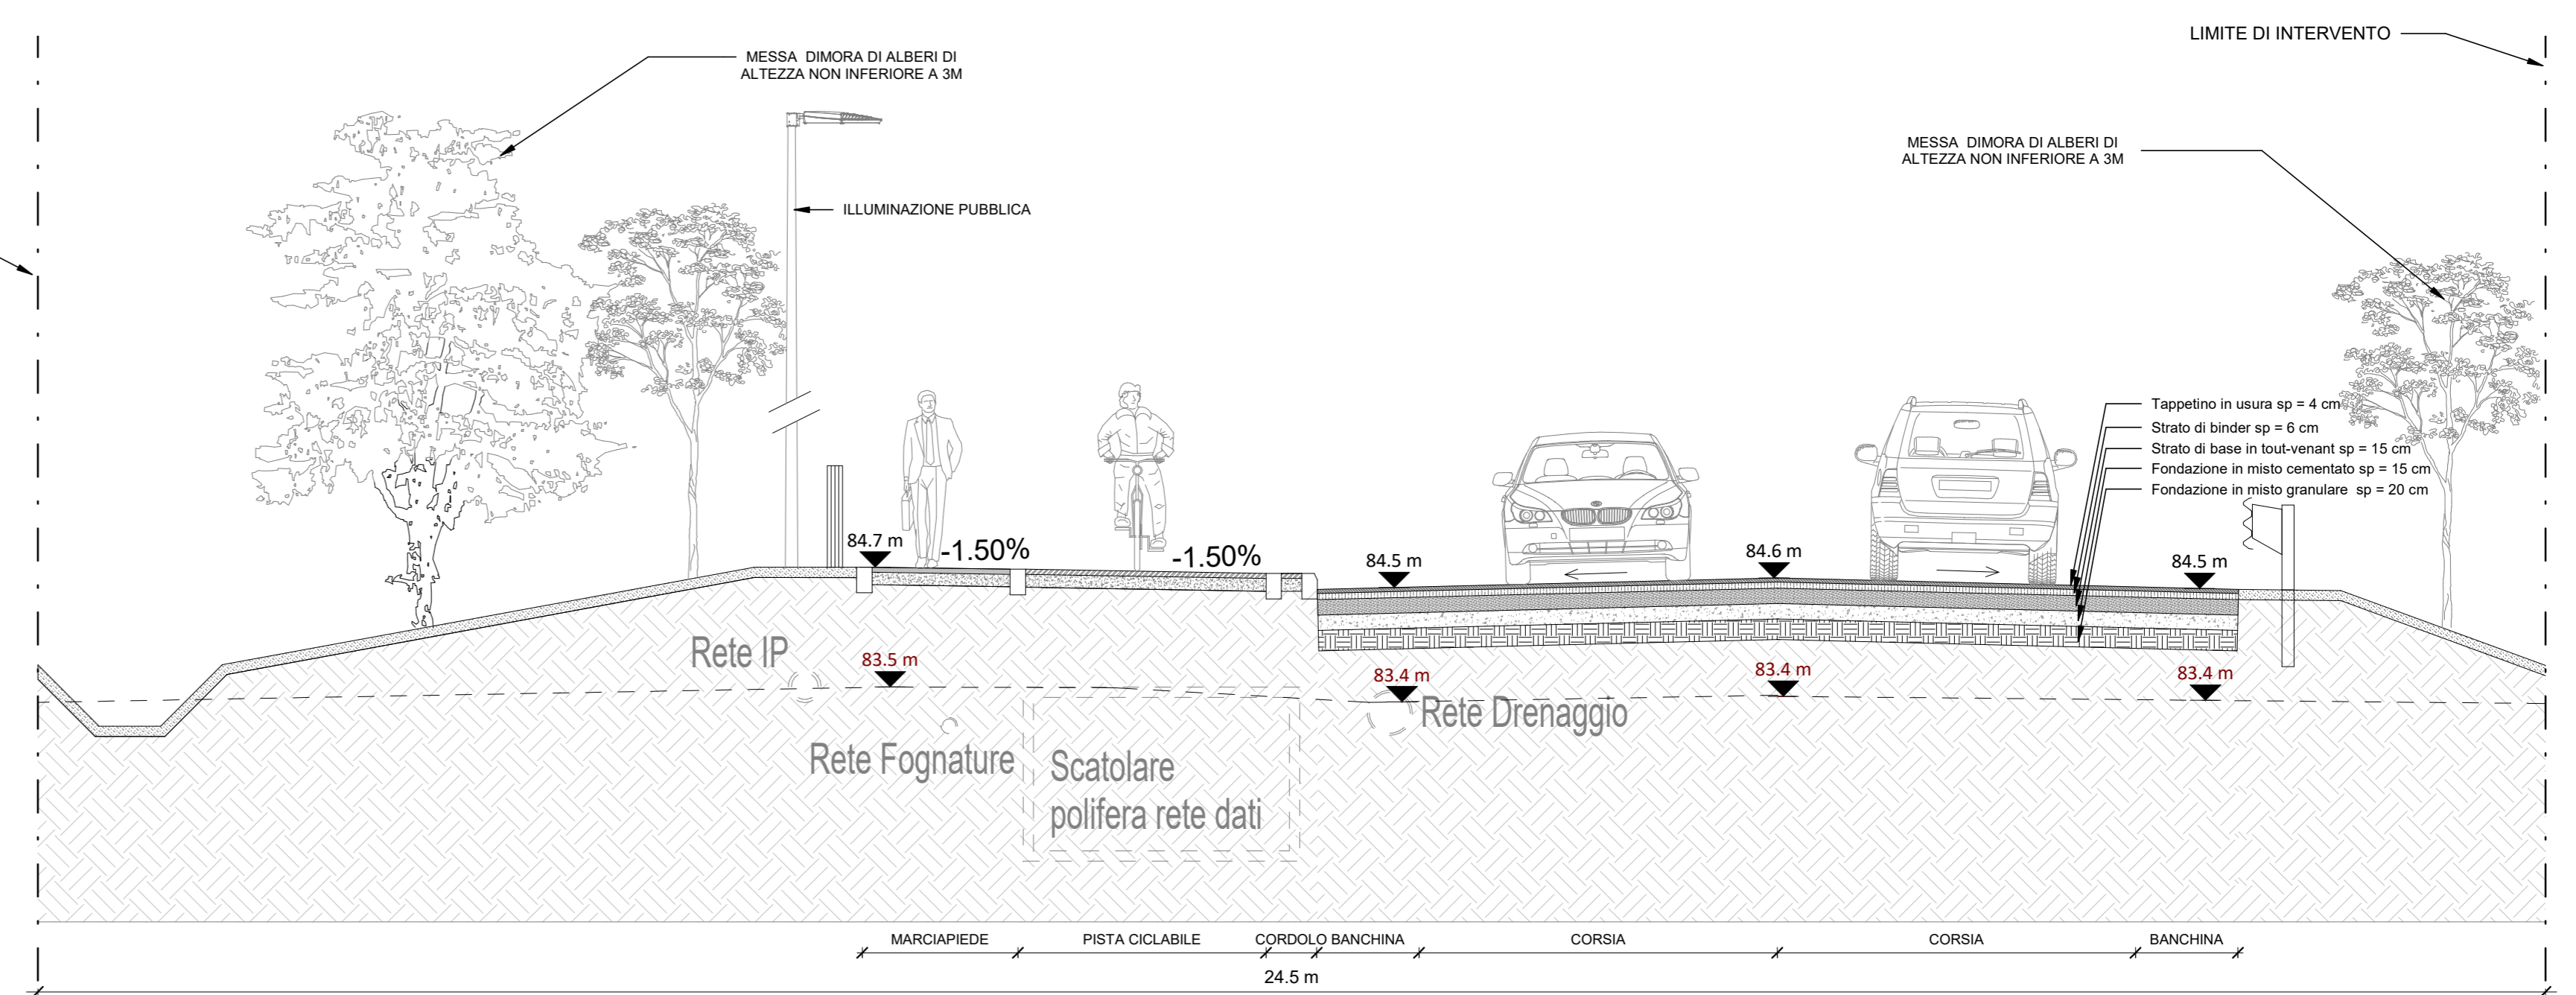 LIMITE DI INTERVENTO
MESSA DIMORA DI ALBERI DI
ALTEZZA NON INFERIORE A 3M
MESSA DIMORA DI ALBERI DI
ALTEZZA NON INFERIORE A 3M
ILLUMINAZIONE PUBBLICA
Tappetino in usura sp = 4 cm
Strato di binder sp = 6 cm
Strato di base in tout-venant sp = 15 cm
Fondazione in misto cementato sp = 15 cm
Fondazione in misto granulare sp = 20 cm
84.7 m
-1.50%
-1.50%
84.5 m
84.6 m
84.5 m
Rete IP
83.5 m
83.4 m
83.4 m
83.4 m
Rete Drenaggio
Rete Fognature
Scatolare
polifera rete dati
MARCIAPIEDE
PISTA CICLABILE
CORDOLO
BANCHINA
CORSIA
CORSIA
BANCHINA
24.5 m